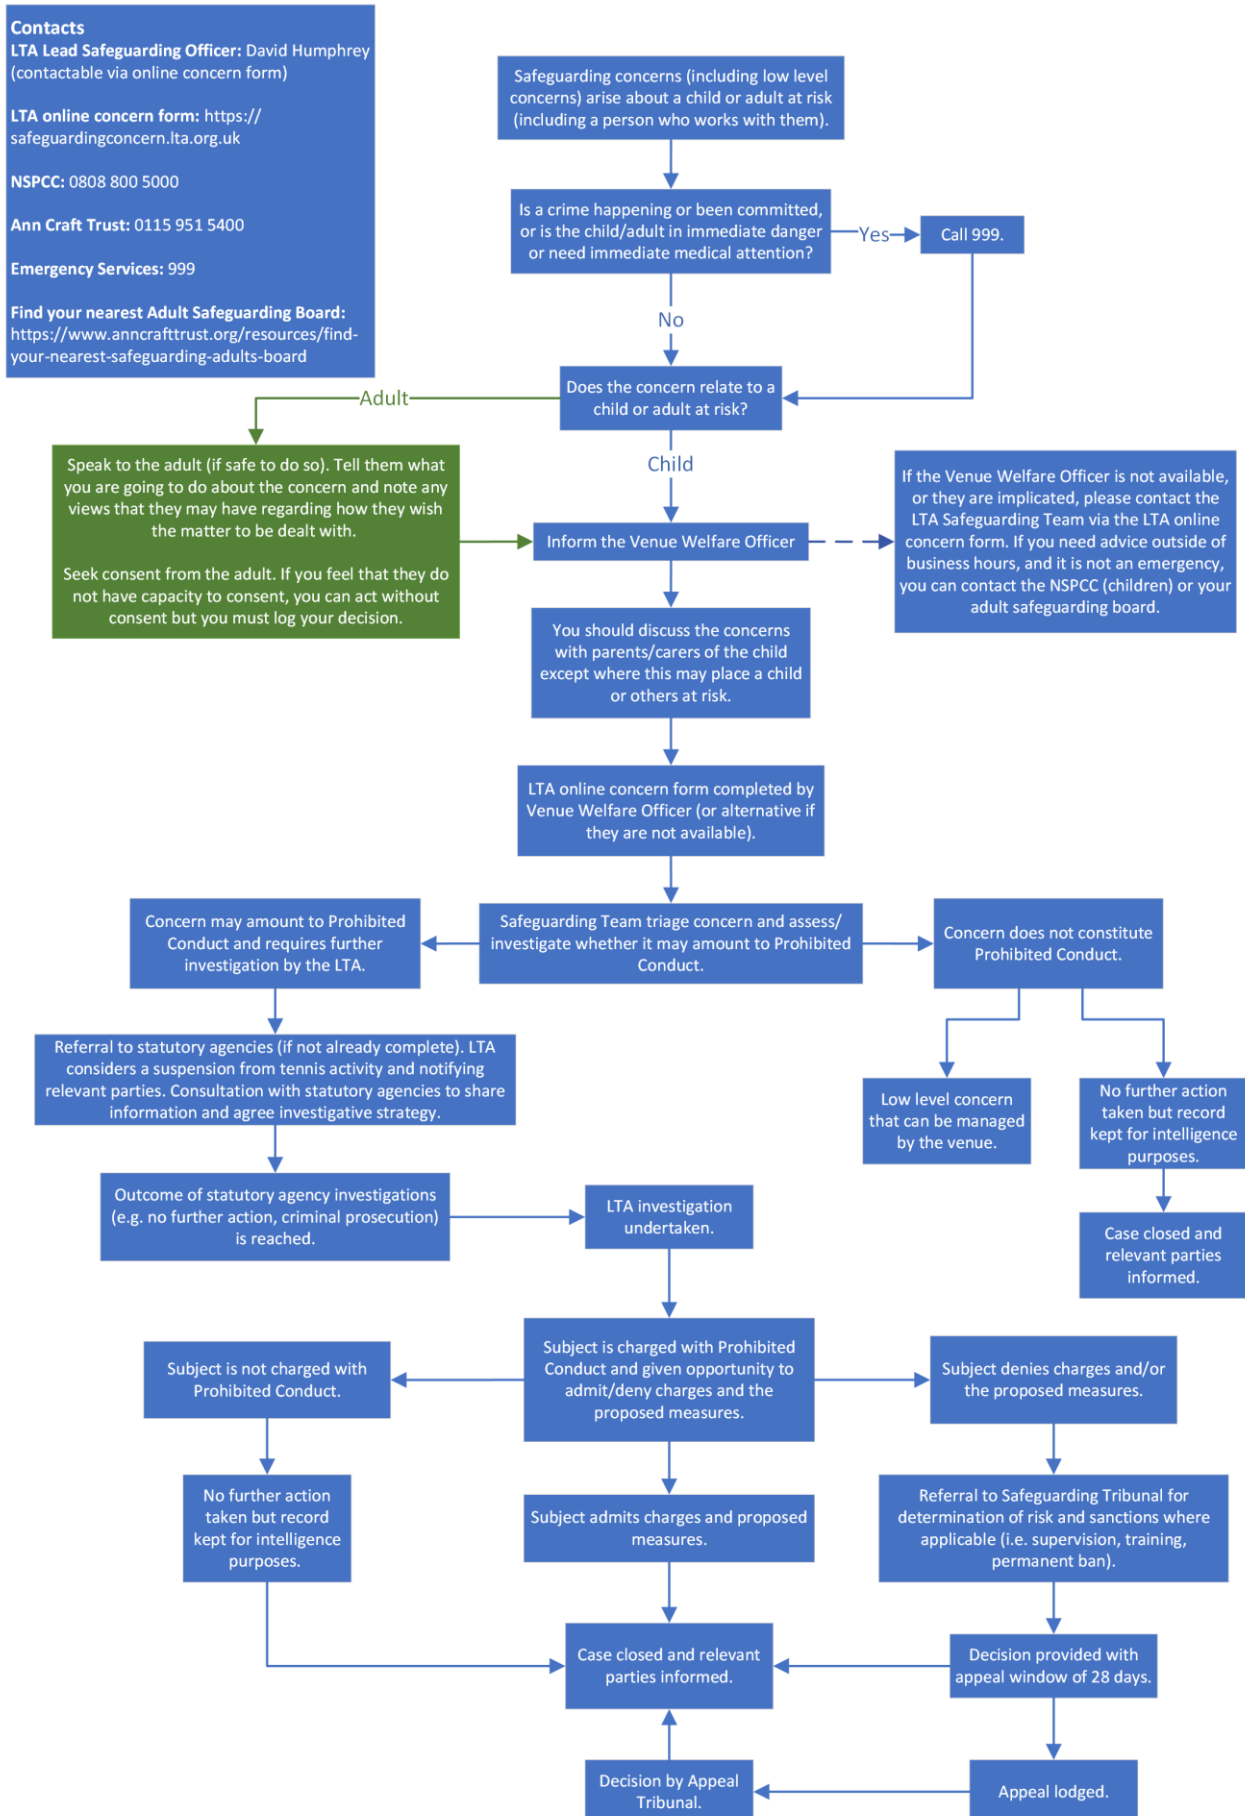 Contacts
LTA Lead Safeguarding Officer: David Humphrey
(contactable via online concern form)
LTA online concern form: https://
safeguardingconcern.lta.org.uk
NSPCC: 0808 800 5000
Ann Craft Trust: 0115 951 5400
Emergency Services: 999
Find your nearest Adult Safeguarding Board:
https://www.anncrafttrust.org/resources/find-
your-nearest-safeguarding-adults-board
Safeguarding concerns (including low level
concerns) arise about a child or adult at risk
(including a person who works with them).
Is a crime happening or been committed,
or is the child/adult in immediate danger
or need immediate medical attention?
Yes
Call 999.
No
Does the concern relate to a
child or adult at risk?
Adult
Child
Speak to the adult (if safe to do so). Tell them what
you are going to do about the concern and note any
views that they may have regarding how they wish
the matter to be dealt with.
Seek consent from the adult. If you feel that they do
not have capacity to consent, you can act without
consent but you must log your decision.
Inform the Venue Welfare Officer
If the Venue Welfare Officer is not available,
or they are implicated, please contact the
LTA Safeguarding Team via the LTA online
concern form. If you need advice outside of
business hours, and it is not an emergency,
you can contact the NSPCC (children) or your
adult safeguarding board.
You should discuss the concerns
with parents/carers of the child
except where this may place a child
or others at risk.
LTA online concern form completed by
Venue Welfare Officer (or alternative if
they are not available).
Safeguarding Team triage concern and assess/
investigate whether it may amount to Prohibited
Conduct.
Concern may amount to Prohibited
Conduct and requires further
investigation by the LTA.
Concern does not constitute
Prohibited Conduct.
Referral to statutory agencies (if not already complete). LTA
considers a suspension from tennis activity and notifying
relevant parties. Consultation with statutory agencies to share
information and agree investigative strategy.
Low level concern
that can be managed
by the venue.
No further action
taken but record
kept for intelligence
purposes.
Outcome of statutory agency investigations
(e.g. no further action, criminal prosecution)
is reached.
LTA investigation
undertaken.
Case closed and
relevant parties
informed.
Subject is not charged with
Prohibited Conduct.
Subject is charged with Prohibited
Conduct and given opportunity to
admit/deny charges and the
proposed measures.
Subject denies charges and/or
the proposed measures.
No further action
taken but record
kept for intelligence
purposes.
Subject admits charges and proposed
measures.
Referral to Safeguarding Tribunal for
determination of risk and sanctions where
applicable (i.e. supervision, training,
permanent ban).
Case closed and relevant
parties informed.
Decision provided with
appeal window of 28 days.
Decision by Appeal
Tribunal.
Appeal lodged.